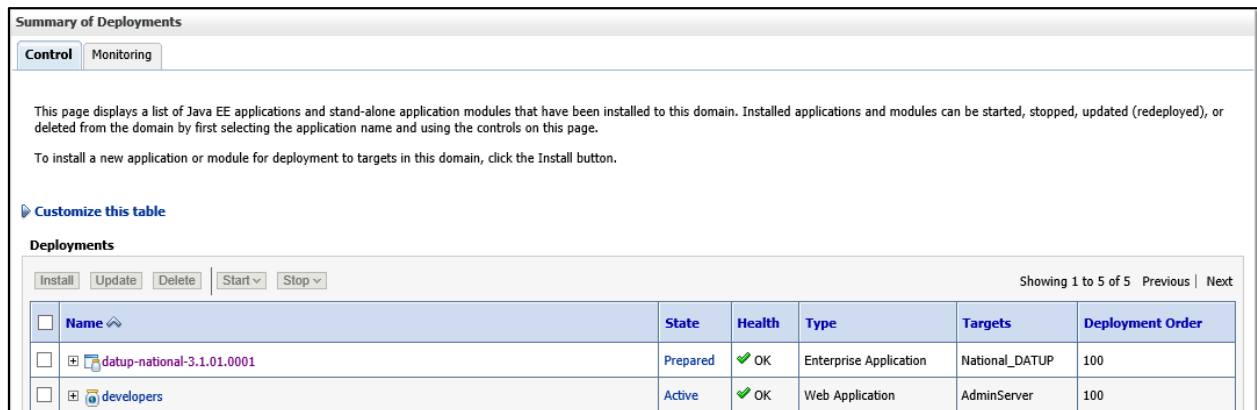 Summary of Deployments
Control Monitoring
This page displays a list of Java EE applications and stand-alone application modules that have been installed to this domain. Installed applications and modules can be started, stopped, updated (redeployed), or
deleted from the domain by first selecting the application name and using the controls on this page.
To install a new application or module for deployment to targets in this domain, click the Install button.
Customize this table
Deployments
Install Update Delete Start Stop Showing 1 to 5 of 5 Previous | Next
Name State Health Type Targets Deployment Order
datup-national-3.1.01.0001 Prepared OK Enterprise Application National_DATUP 100
developers Active OK Web Application AdminServer 100